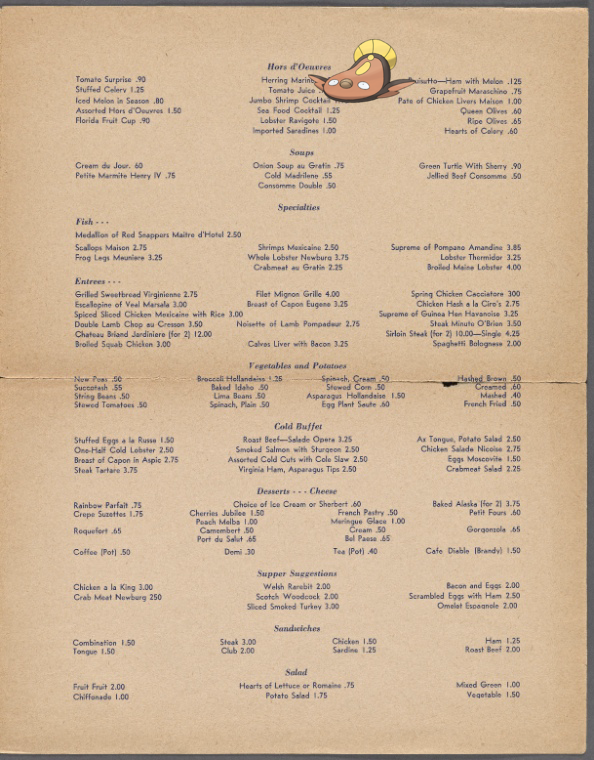 Hors d'Oeuvres
Tomato Surprise .90
Stuffed Celery 1.25
Iced Melon in Season .80
Assorted Hors d'Oeuvres 1.50
Florida Fruit Cup .90
Herring
Tomato Juice
Jumbo Shrimp Cocktail
Sea Food Cocktail 1.25
Lobster Ravigote 1.50
Imported Saradines 1.00
Ham with Melon .125
Grapefruit Maraschino .75
Pate of Chicken Livers Maison 1.00
Queen Olives .60
Ripe Olives .65
Hearts of Celery .60
Soups
Cream du Jour. 60
Petite Marmite Henry IV .75
Onion Soup au Gratin .75
Cold Madrilene .55
Consomme Double .50
Green Turtle With Sherry .90
Jellied Beef Consomme .50
Specialties
Fish - - -
Medallion of Red Snappers Maitre d'Hotel 2.50
Scallops Maison 2.75
Frog Legs Meuniere 3.25
Shrimps Mexicaine 2.50
Whole Lobster Newburg 3.75
Crabmeat au Gratin 2.25
Supreme of Pompano Amandine 3.85
Lobster Thermidor 3.25
Broiled Maine Lobster 4.00
Entrees - - -
Grilled Sweetbread Virginienne 2.75
Escallopine of Veal Marsala 3.00
Spiced Sliced Chicken Mexicaine with Rice 3.00
Double Lamb Chop au Cresson 3.50
Chateau Briand Jardiniere (for 2) 12.00
Broiled Squab Chicken 3.00
Filet Mignon Grille 4.00
Breast of Capon Eugene 3.25
Noisette of Lamb Pompadour 2.75
Calves Liver with Bacon 3.25
Spring Chicken Cacciatore 300
Chicken Hash a la Ciro's 2.75
Supreme of Guinea Hen Havanoise 3.25
Steak Minute O'Brien 3.50
Sirloin Steak (for 2) 10.00—Single 4.25
Spaghetti Bolognese 2.00
Vegetables and Potatoes
New Peas .50
Succotash .55
String Beans .50
Stewed Tomatoes .50
Broccoli Hollandaise 1.25
Baked Idaho .50
Lima Beans .50
Spinach, Plain .50
Spinach, Cream .50
Stewed Corn .50
Asparagus Hollandaise 1.50
Egg Plant Saute .60
Hashed Brown .50
Creamed .60
Mashed .40
French Fried .50
Cold Buffet
Stuffed Eggs a la Russe 1.50
One-Half Cold Lobster 2.50
Breast of Capon in Aspic 2.75
Steak Tartare 3.75
Roast Beef—Salade Opera 3.25
Smoked Salmon with Sturgeon 2.50
Assorted Cold Cuts with Cole Slaw 2.50
Virginia Ham, Asparagus Tips 2.50
Ax Tongue, Potato Salad 2.50
Chicken Salade Nicoise 2.75
Eggs Moscovite 1.50
Crabmeat Salad 2.25
Desserts - - - Cheese
Rainbow Parfait .75
Crepe Suzettes 1.75
Roquefort .65
Coffee (Pot) .50
Choice of Ice Cream or Sherbet .60
Cherries Jubilee 1.50
Peach Melba 1.00
Camembert .50
Port du Salut .65
Demi .30
French Pastry .50
Maringue Glace 1.00
Cream .50
Bel Paese .65
Tea (Pot) .40
Baked Alaska (for 2) 3.75
Petit Fours .60
Gorgonzola .65
Cafe Diable (Brandy) 1.50
Supper Suggestions
Chicken a la King 3.00
Crab Meat Newburg 250
Welsh Rarebit 2.00
Scotch Woodcock 2.00
Sliced Smoked Turkey 3.00
Bacon and Eggs 2.00
Scrambled Eggs with Ham 2.50
Omelet Espagnole 2.00
Sandwiches
Combination 1.50
Tongue 1.50
Steak 3.00
Club 2.00
Chicken 1.50
Sardine 1.25
Ham 1.25
Roast Beef 2.00
Salad
Fruit Fruit 2.00
Chiffonade 1.00
Hearts of Lettuce or Romaine .75
Potato Salad 1.75
Mixed Green 1.00
Vegetable 1.50